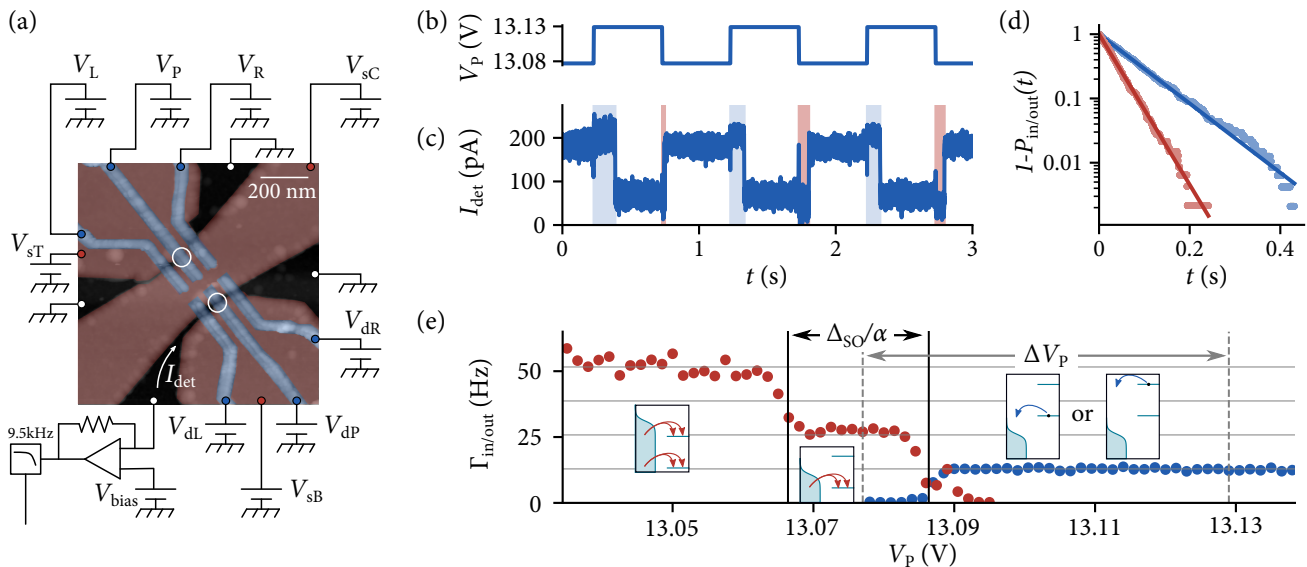 (a)
V_L
V_P
V_R
V_sC
200 nm
V_sT
V_dR
I_det
9.5kHz
V_dL
V_dP
V_bias
V_sB
(b)
V_P (V)
13.13
13.08
(c)
I_det (pA)
200
100
0
0
1
2
3
t (s)
(d)
1-P_in/out(t)
1
0.1
0.01
0
0.2
0.4
t (s)
(e)
Δ_SO/α
ΔV_P
Γ_in/out (Hz)
50
25
0
or
13.05
13.07
13.09
13.11
13.13
V_P (V)